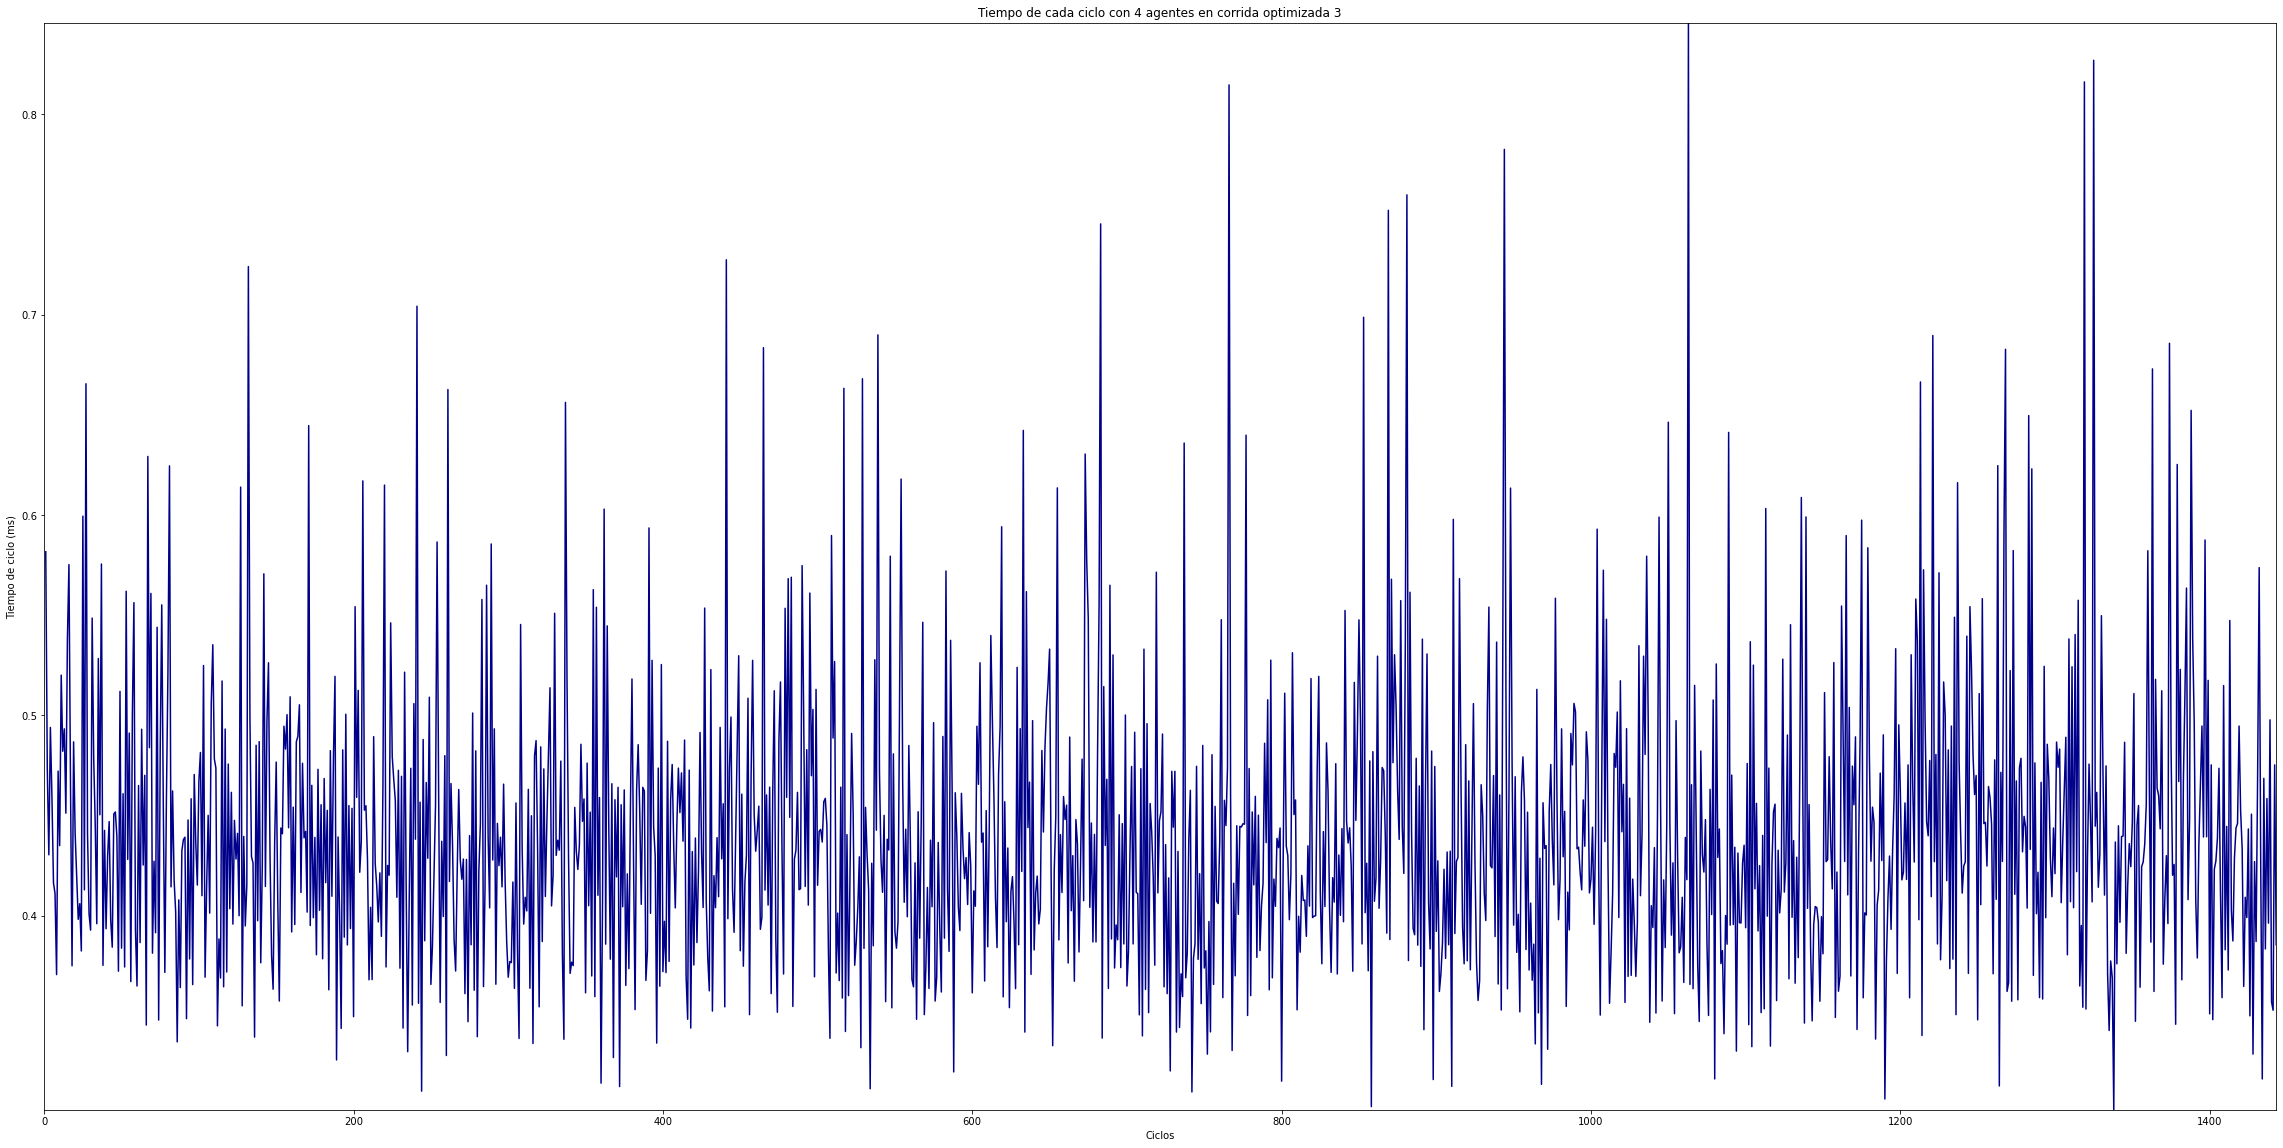 Tiempo de cada ciclo con 4 agentes en corrida optimizada 3
0.8
0.7
0.6
0.5
0.4
Tiempo de ciclo (ms)
0 200 400 600 800 1000 1200 1400
Ciclos